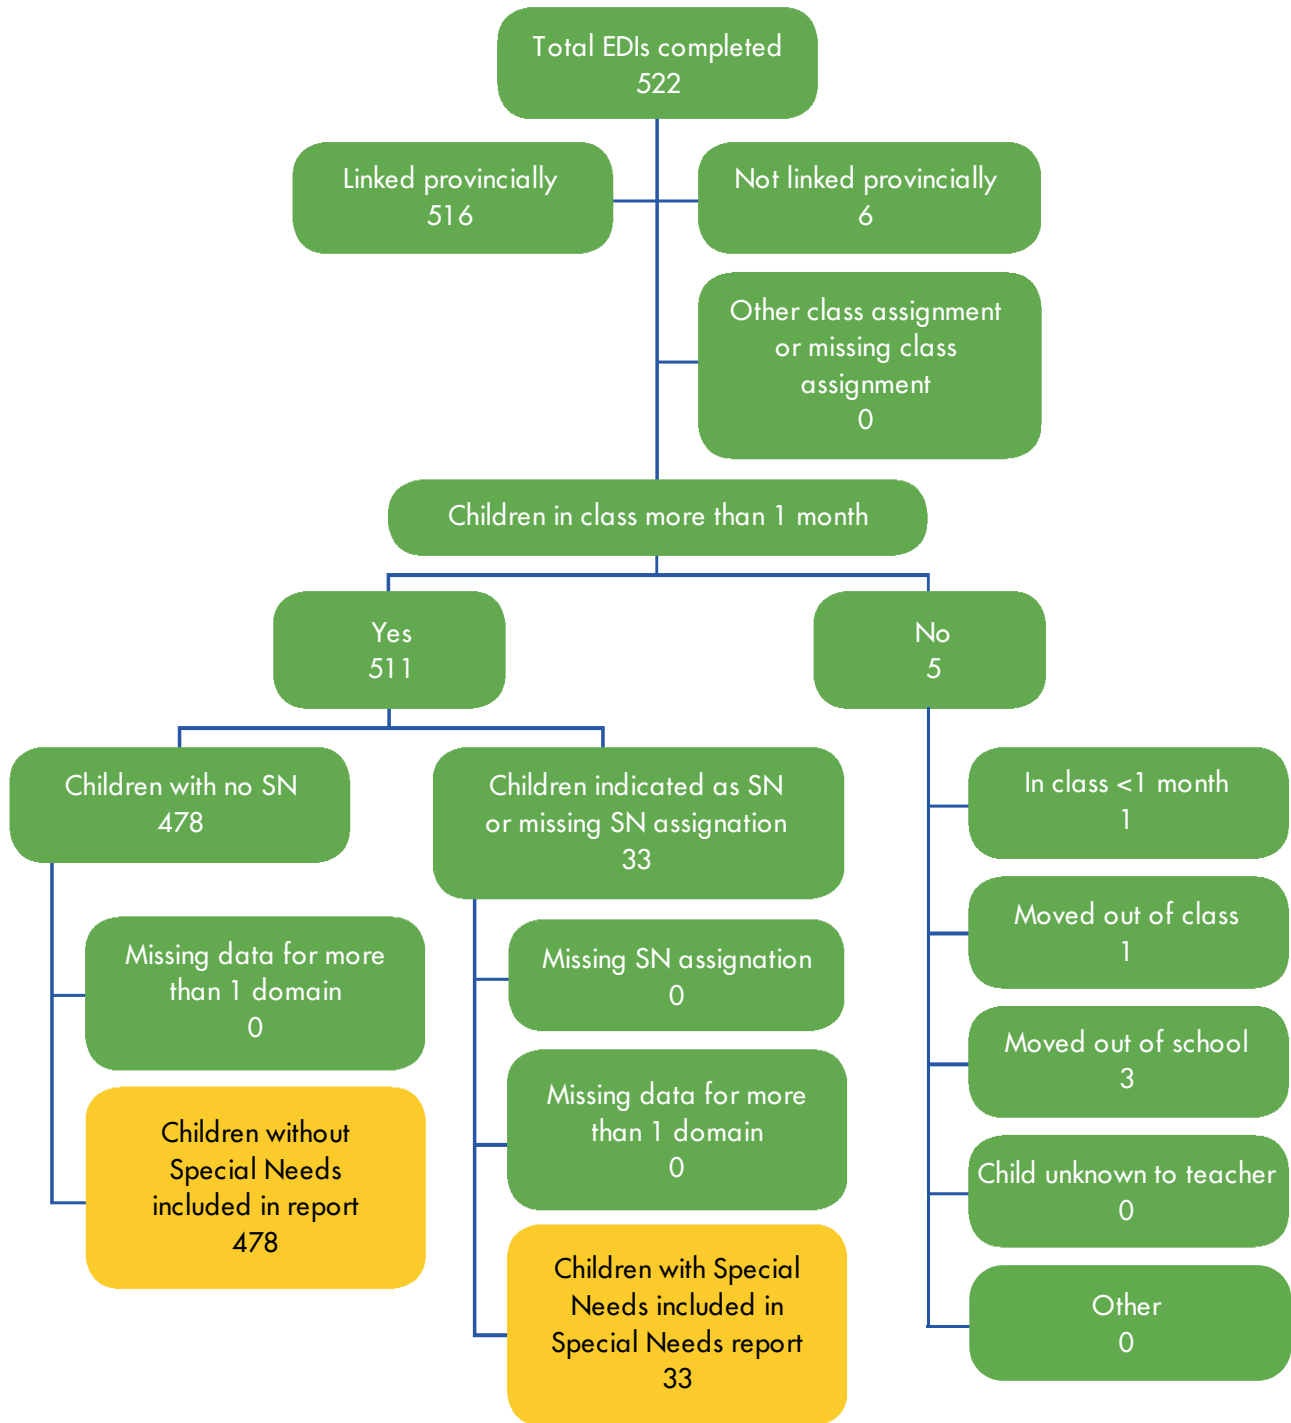 Total EDIs completed
522
Linked provincially
516
Not linked provincially
6
Other class assignment
or missing class
assignment
0
Children in class more than 1 month
Yes
511
No
5
Children with no SN
478
Missing data for more
than 1 domain
0
Children without
Special Needs
included in report
478
Children indicated as SN
or missing SN assignation
33
Missing SN assignation
0
Missing data for more
than 1 domain
0
Children with Special
Needs included in
Special Needs report
33
In class <1 month
1
Moved out of class
1
Moved out of school
3
Child unknown to teacher
0
Other
0